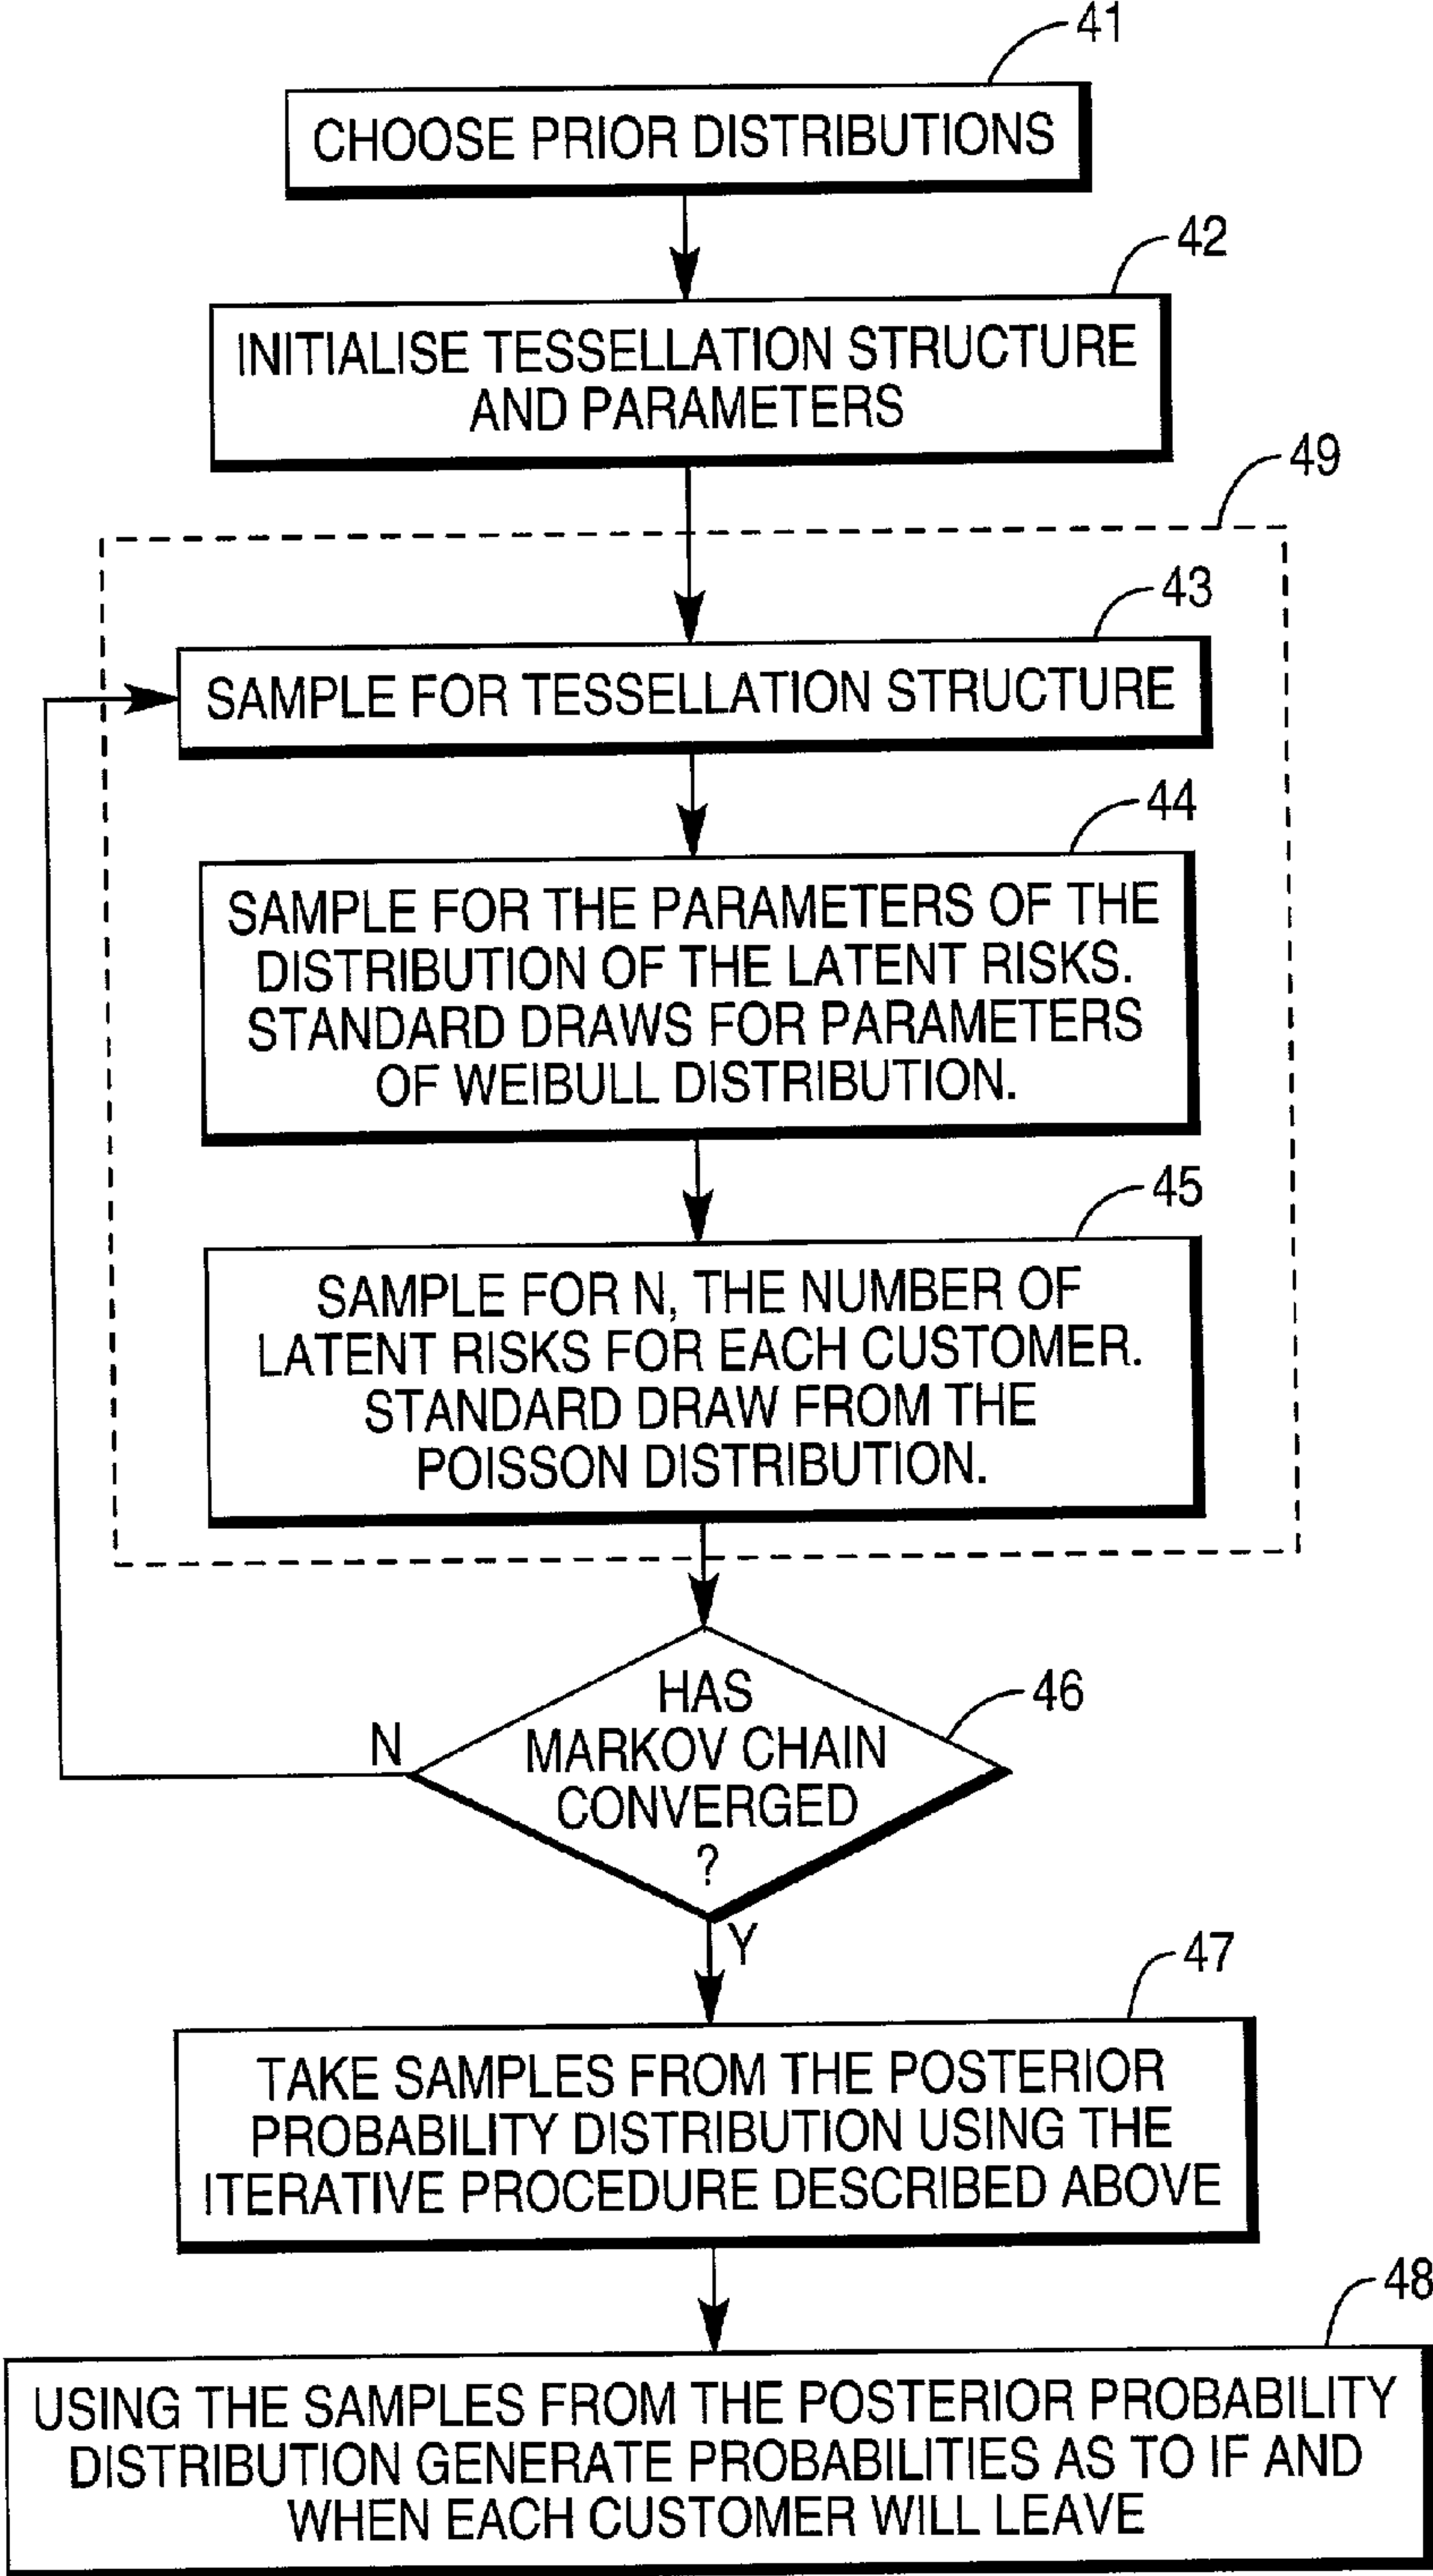 41
CHOOSE PRIOR DISTRIBUTIONS
42
INITIALISE TESSELLATION STRUCTURE
AND PARAMETERS
49
43
SAMPLE FOR TESSELLATION STRUCTURE
44
SAMPLE FOR THE PARAMETERS OF THE
DISTRIBUTION OF THE LATENT RISKS.
STANDARD DRAWS FOR PARAMETERS
OF WEIBULL DISTRIBUTION.
45
SAMPLE FOR N, THE NUMBER OF
LATENT RISKS FOR EACH CUSTOMER.
STANDARD DRAW FROM THE
POISSON DISTRIBUTION.
46
HAS
MARKOV CHAIN
CONVERGED
?
N
Y
47
TAKE SAMPLES FROM THE POSTERIOR
PROBABILITY DISTRIBUTION USING THE
ITERATIVE PROCEDURE DESCRIBED ABOVE
48
USING THE SAMPLES FROM THE POSTERIOR PROBABILITY
DISTRIBUTION GENERATE PROBABILITIES AS TO IF AND
WHEN EACH CUSTOMER WILL LEAVE